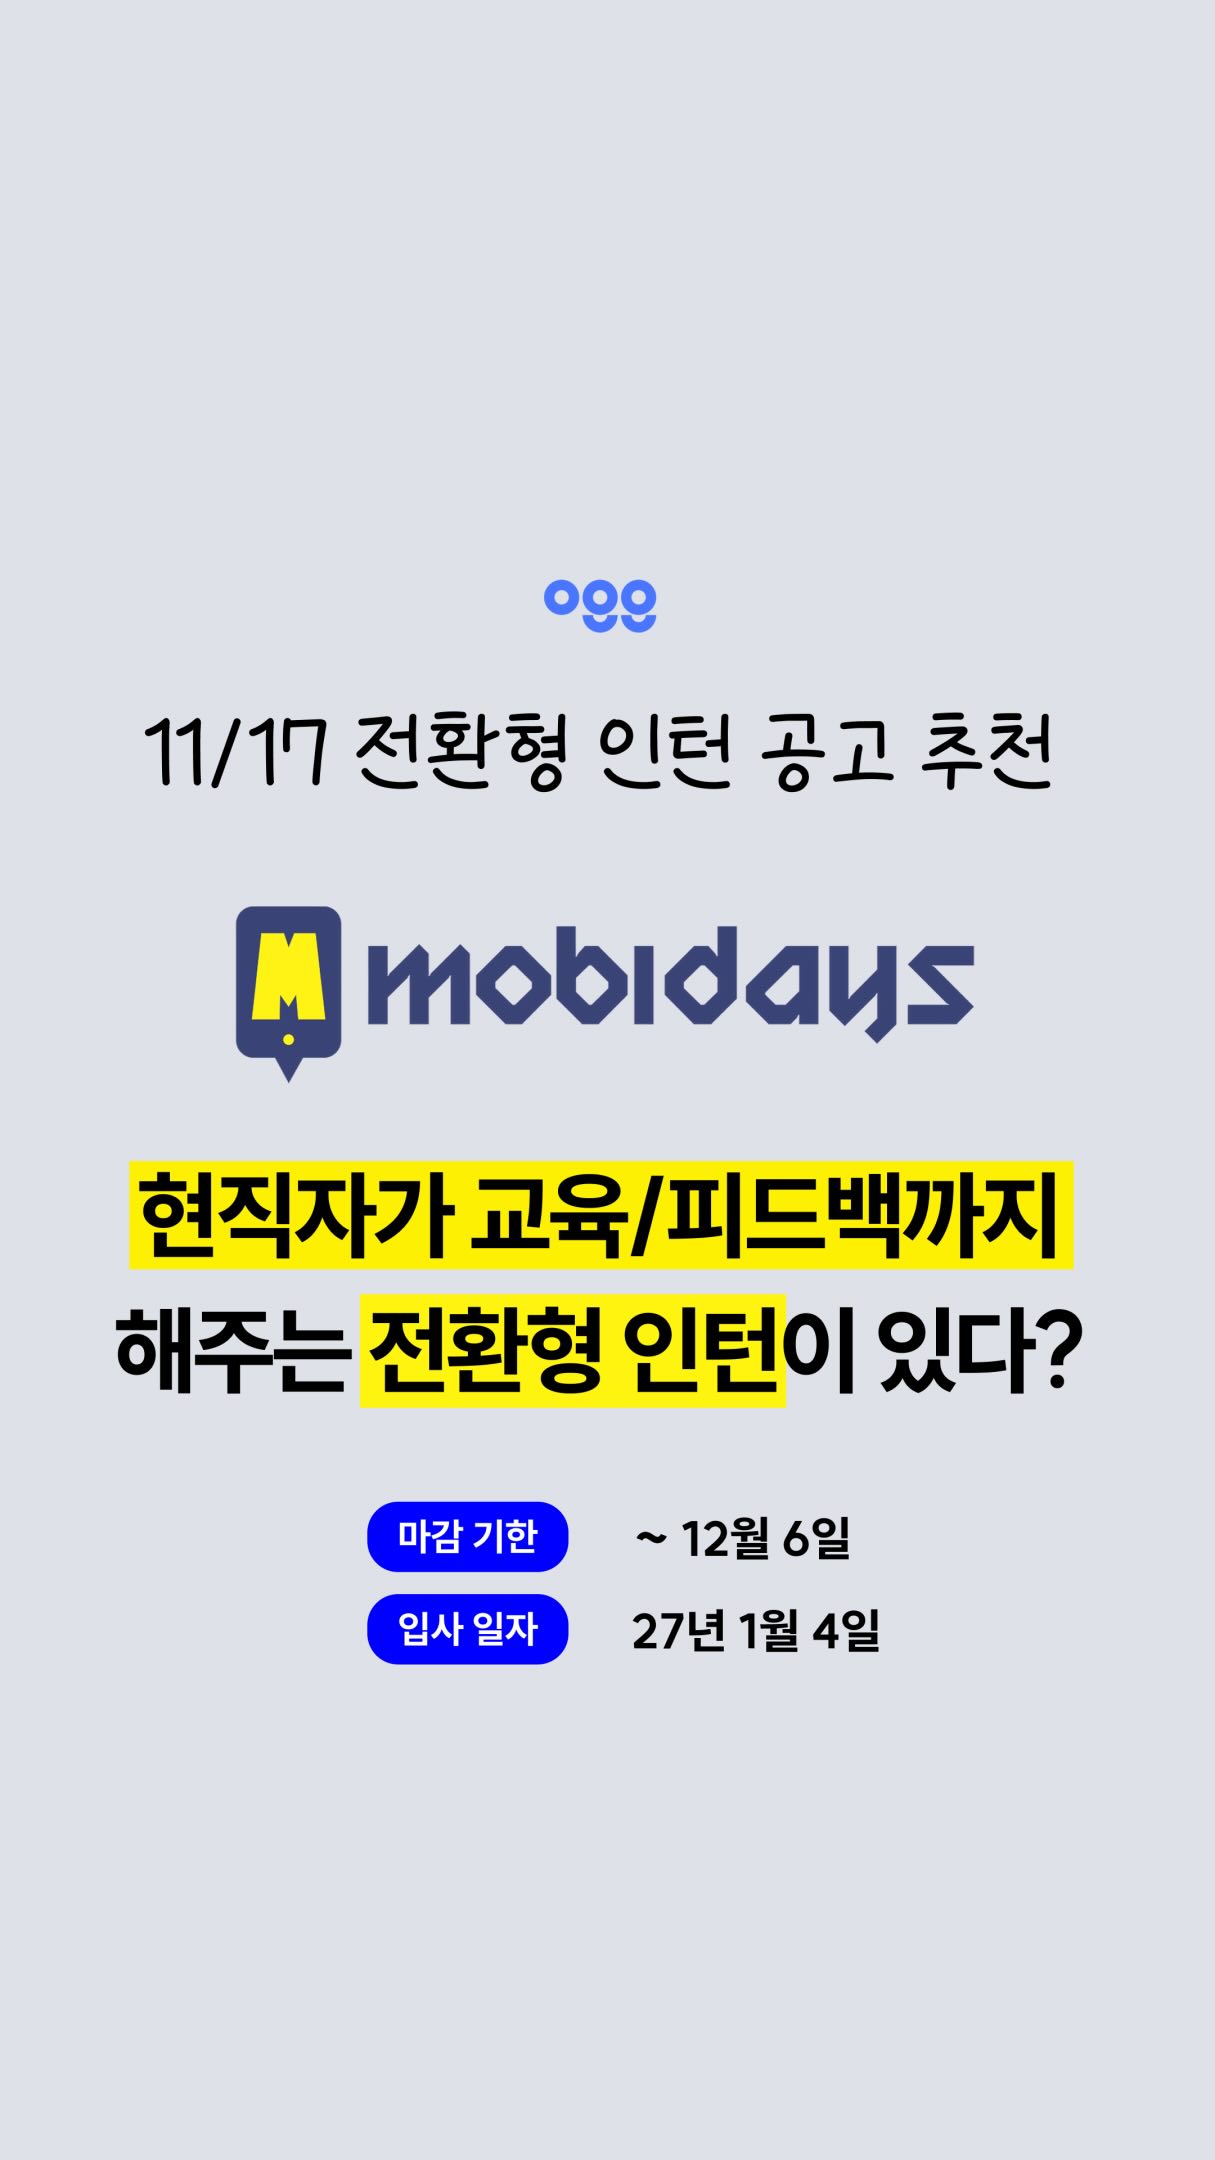 ogg
11/17 전환형 인턴 공고 추천
M mobidays
현직자가 교육/피드백까지
해주는 전환형 인턴이 있다?
마감 기한 ~ 12월 6일
입사 일자 27년 1월 4일